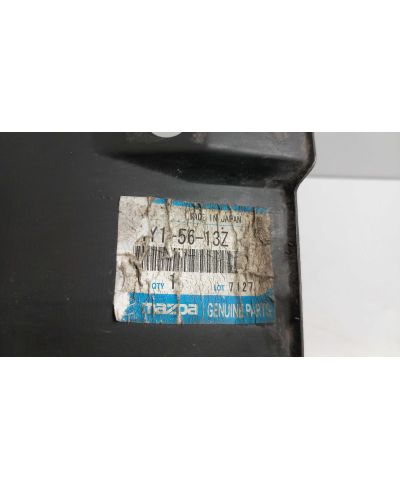 MADE IN JAPAN
Y1-56-13Z
QTY 1 LOT 7127
mazda GENUINE PARTS